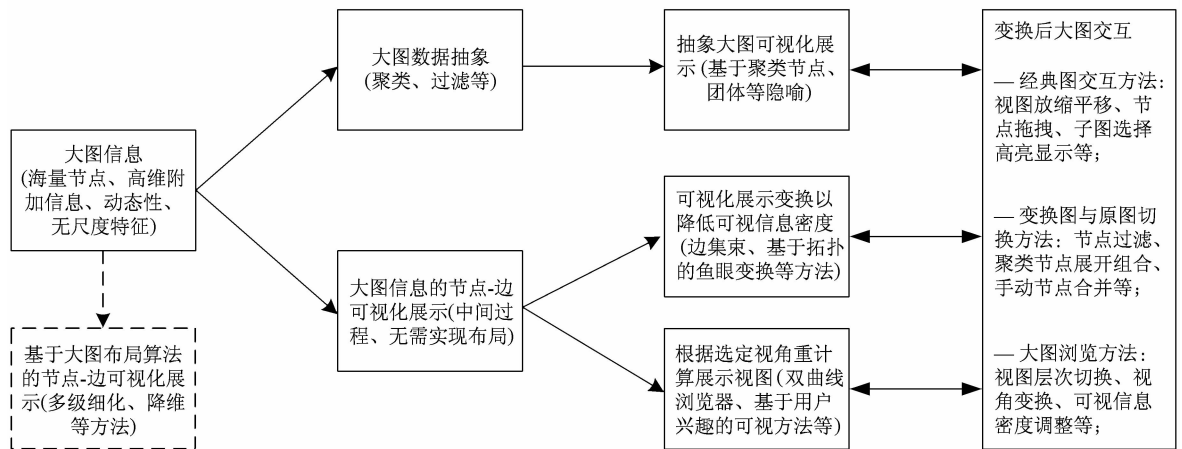 大图信息
(海量节点、高维附
加信息、动态性、
无尺度特征)
基于大图布局算法
的节点-边可视化展
示(多级细化、降维
等方法)
大图数据抽象
(聚类、过滤等)
大图信息的节点-边
可视化展示(中间过
程、无需实现布局)
抽象大图可视化展
示(基于聚类节点、
团体等隐喻)
可视化展示变换以
降低可视信息密度
(边集束、基于拓扑
的鱼眼变换等方法)
根据选定视角重计
算展示视图(双曲线
浏览器、基于用户
兴趣的可视方法等)
变换后大图交互
— 经典图交互方法:
视图放缩平移、节
点拖拽、子图选择
高亮显示等;
— 变换图与原图切
换方法: 节点过滤、
聚类节点展开组合、
手动节点合并等;
— 大图浏览方法:
视图层次切换、视
角变换、可视信息
密度调整等;